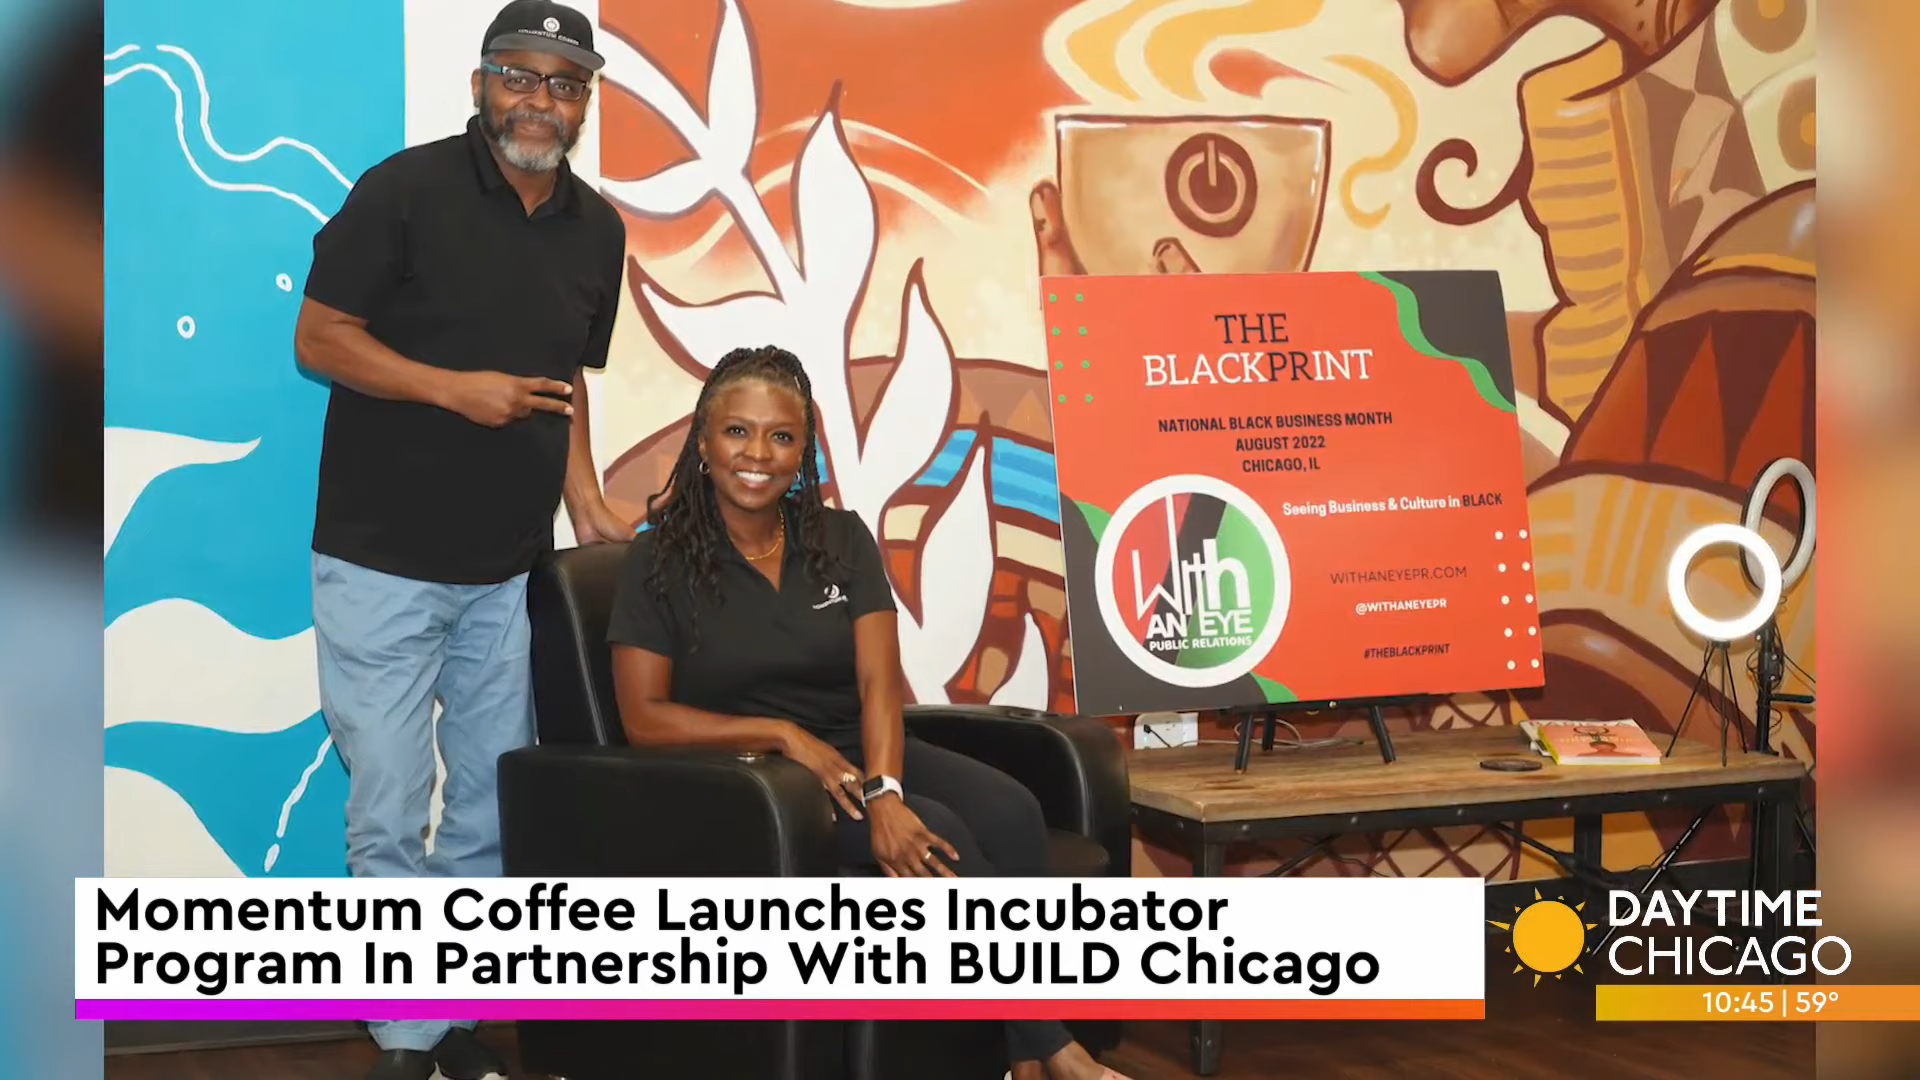 MOMENTUM COFFEE
THE
BLACKPRINT
NATIONAL BLACK BUSINESS MONTH
AUGUST 2022
CHICAGO, IL
Seeing Business & Culture in BLACK
WITHANEYEPR.COM
@WITHANEYEPR
#THEBLACKPRINT
With
AN EYE
PUBLIC RELATIONS
Momentum Coffee Launches Incubator
Program In Partnership With BUILD Chicago
DAYTIME
CHICAGO
10:45 | 59°